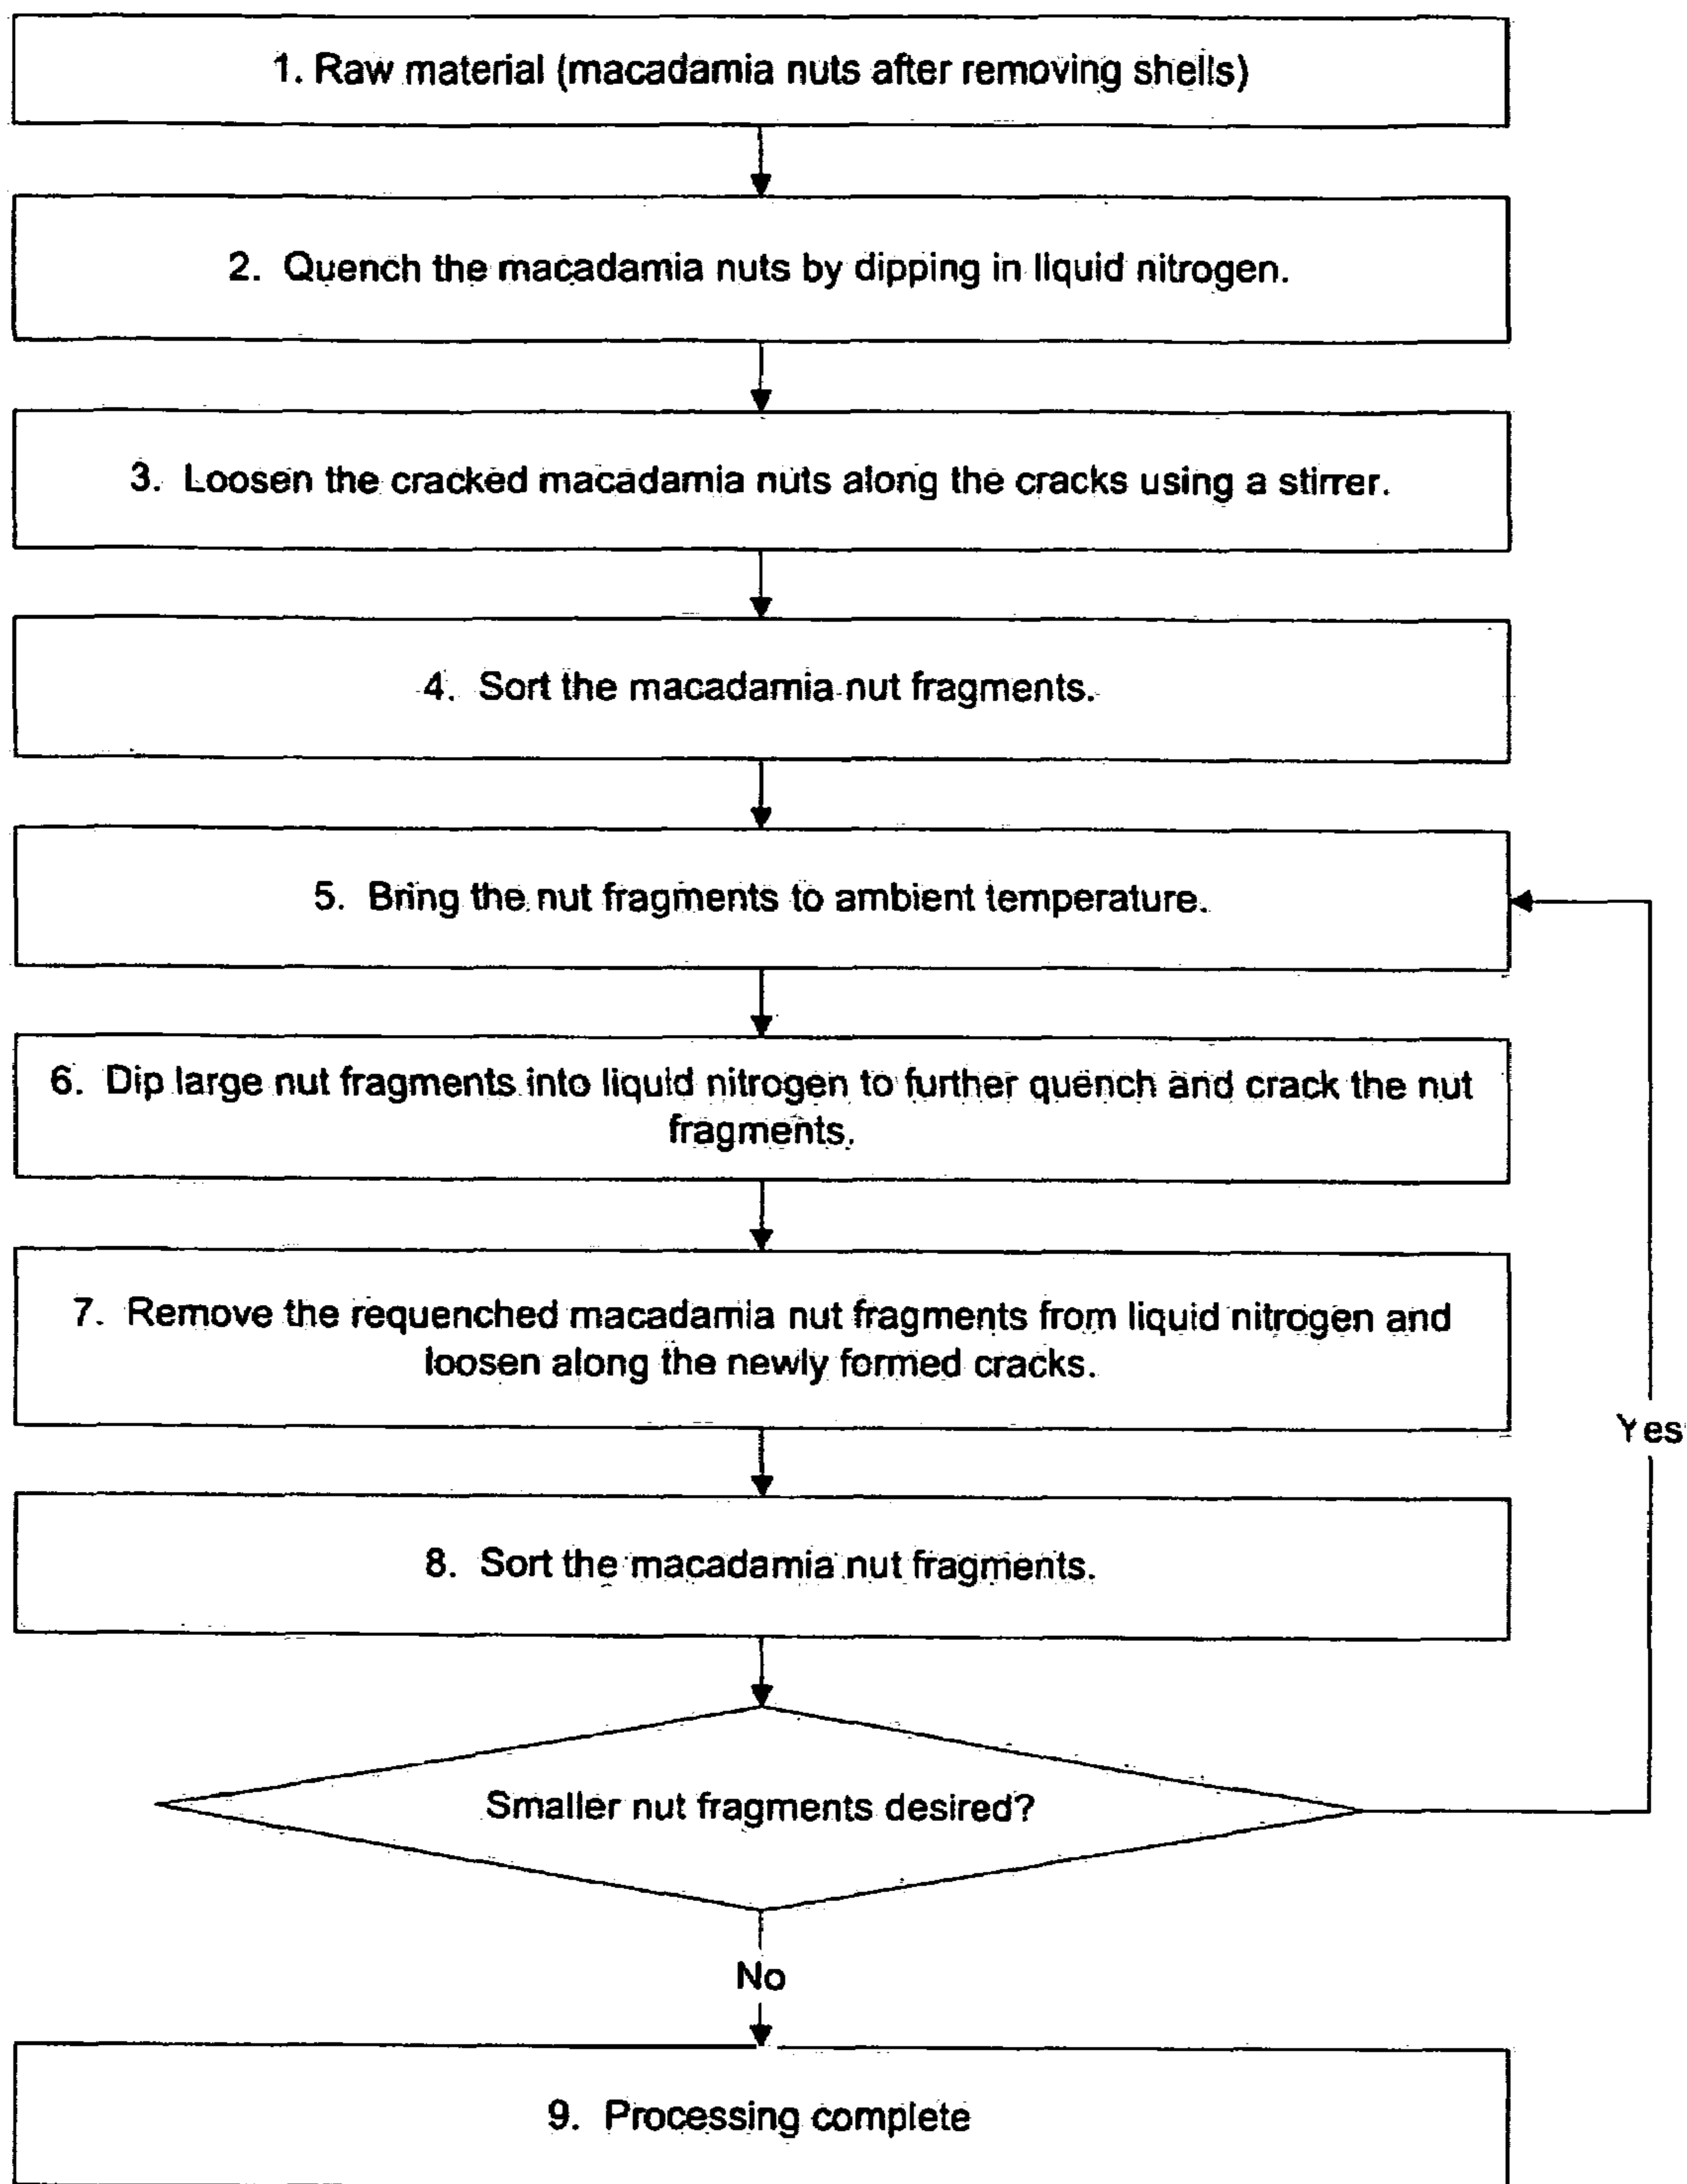 1. Raw material (macadamia nuts after removing shells)
2. Quench the macadamia nuts by dipping in liquid nitrogen.
3. Loosen the cracked macadamia nuts along the cracks using a stirrer.
4. Sort the macadamia nut fragments.
5. Bring the nut fragments to ambient temperature.
6. Dip large nut fragments into liquid nitrogen to further quench and crack the nut
fragments.
7. Remove the requenched macadamia nut fragments from liquid nitrogen and
loosen along the newly formed cracks.
Yes
8. Sort the macadamia nut fragments.
Smaller nut fragments desired?
No
9. Processing complete